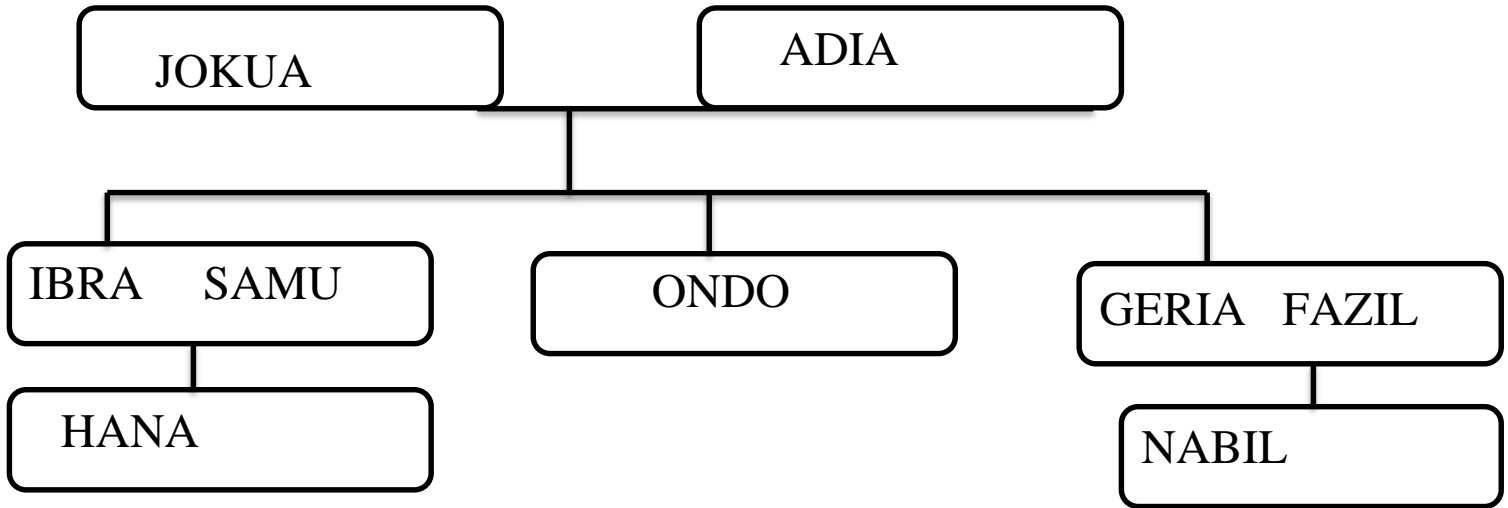 JOKUA
ADIA
IBRA SAMU
ONDO
GERIA FAZIL
HANA
NABIL